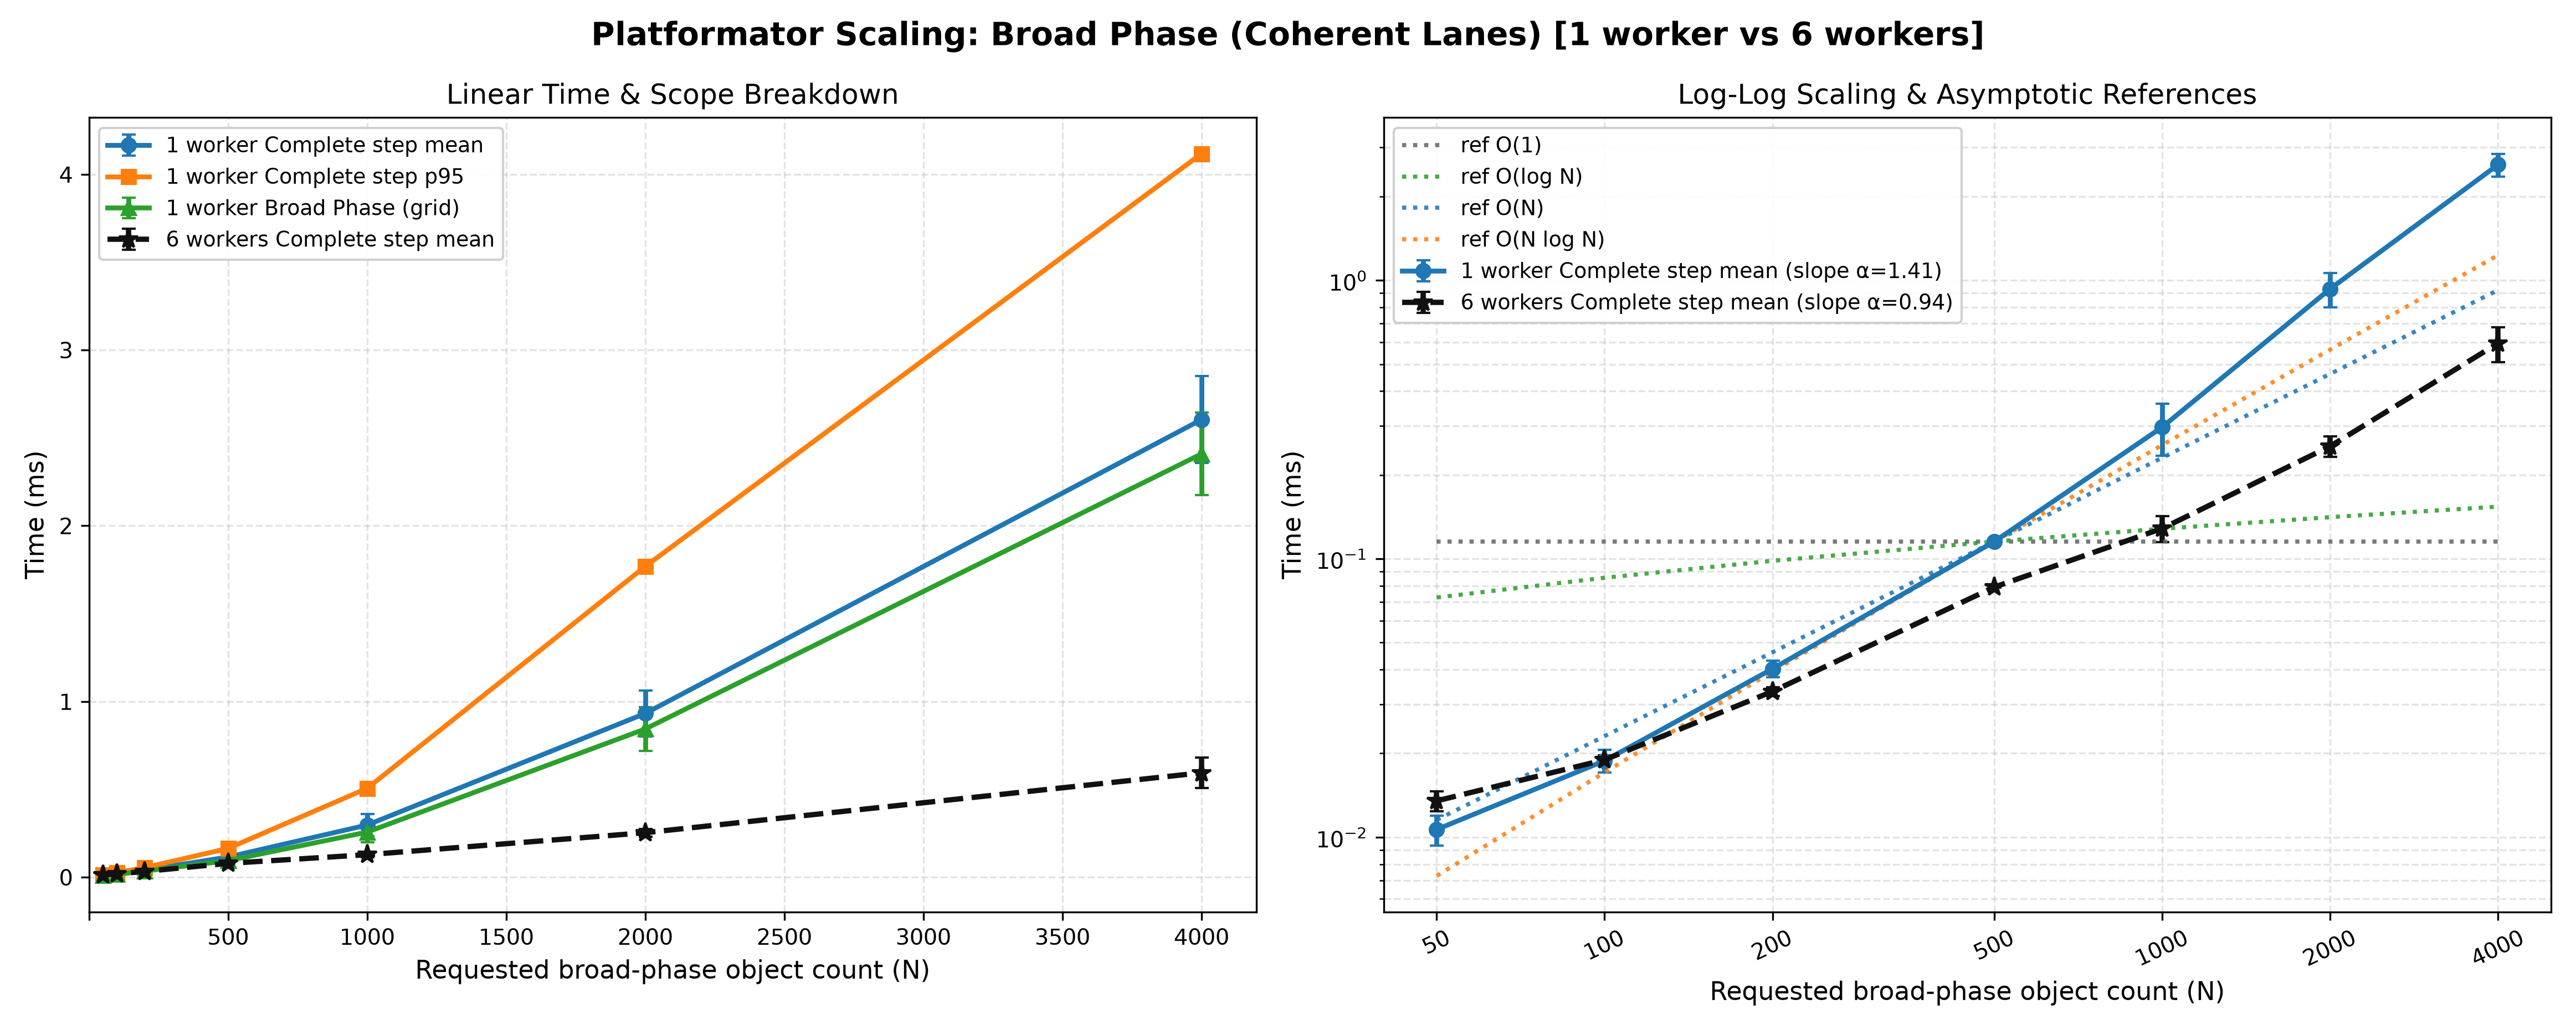 Platformator Scaling: Broad Phase (Coherent Lanes) [1 worker vs 6 workers]
Linear Time & Scope Breakdown
1 worker Complete step mean
1 worker Complete step p95
1 worker Broad Phase (grid)
6 workers Complete step mean
Time (ms)
4
3
2
1
0
500
1000
1500
2000
2500
3000
3500
4000
Requested broad-phase object count (N)
Log-Log Scaling & Asymptotic References
ref O(1)
ref O(log N)
ref O(N)
ref O(N log N)
1 worker Complete step mean (slope α=1.41)
6 workers Complete step mean (slope α=0.94)
Time (ms)
10⁰
10⁻¹
10⁻²
50
100
200
500
1000
2000
4000
Requested broad-phase object count (N)